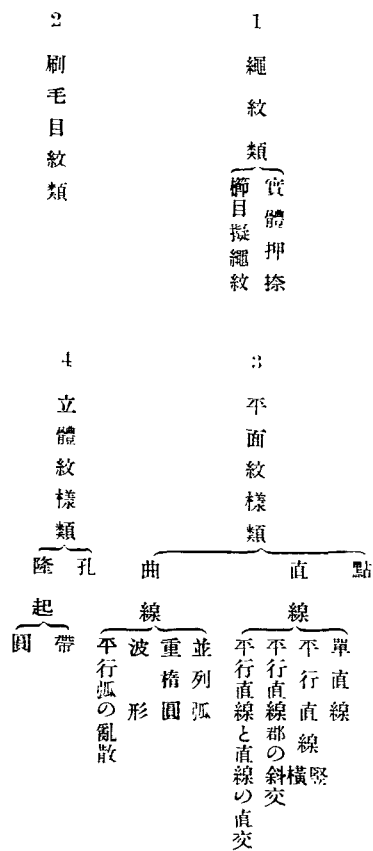 1 繩紋類
實體押捺
櫛目擬繩紋
2 刷毛目紋類
3 平面紋樣類
點
直線
單直線
平行直線 竪橫
平行直線郡の斜交
平行直線と直線の直交
曲線
並列弧
重楕圓
波形
平行弧の亂散
4 立體紋樣類
孔
隆起
帶
圓